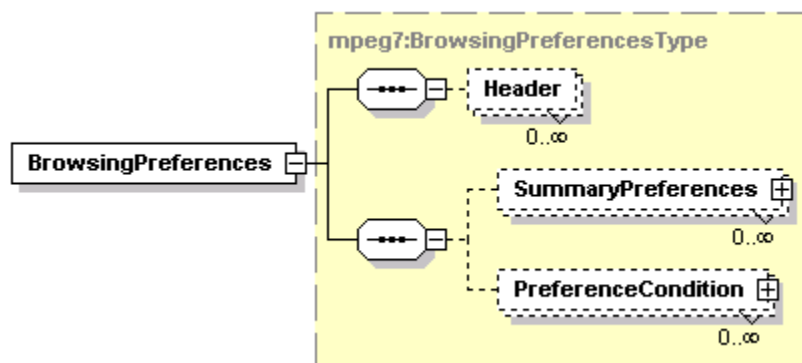 mpeg7:BrowsingPreferencesType
Header
0..∞
BrowsingPreferences
SummaryPreferences
0..∞
PreferenceCondition
0..∞